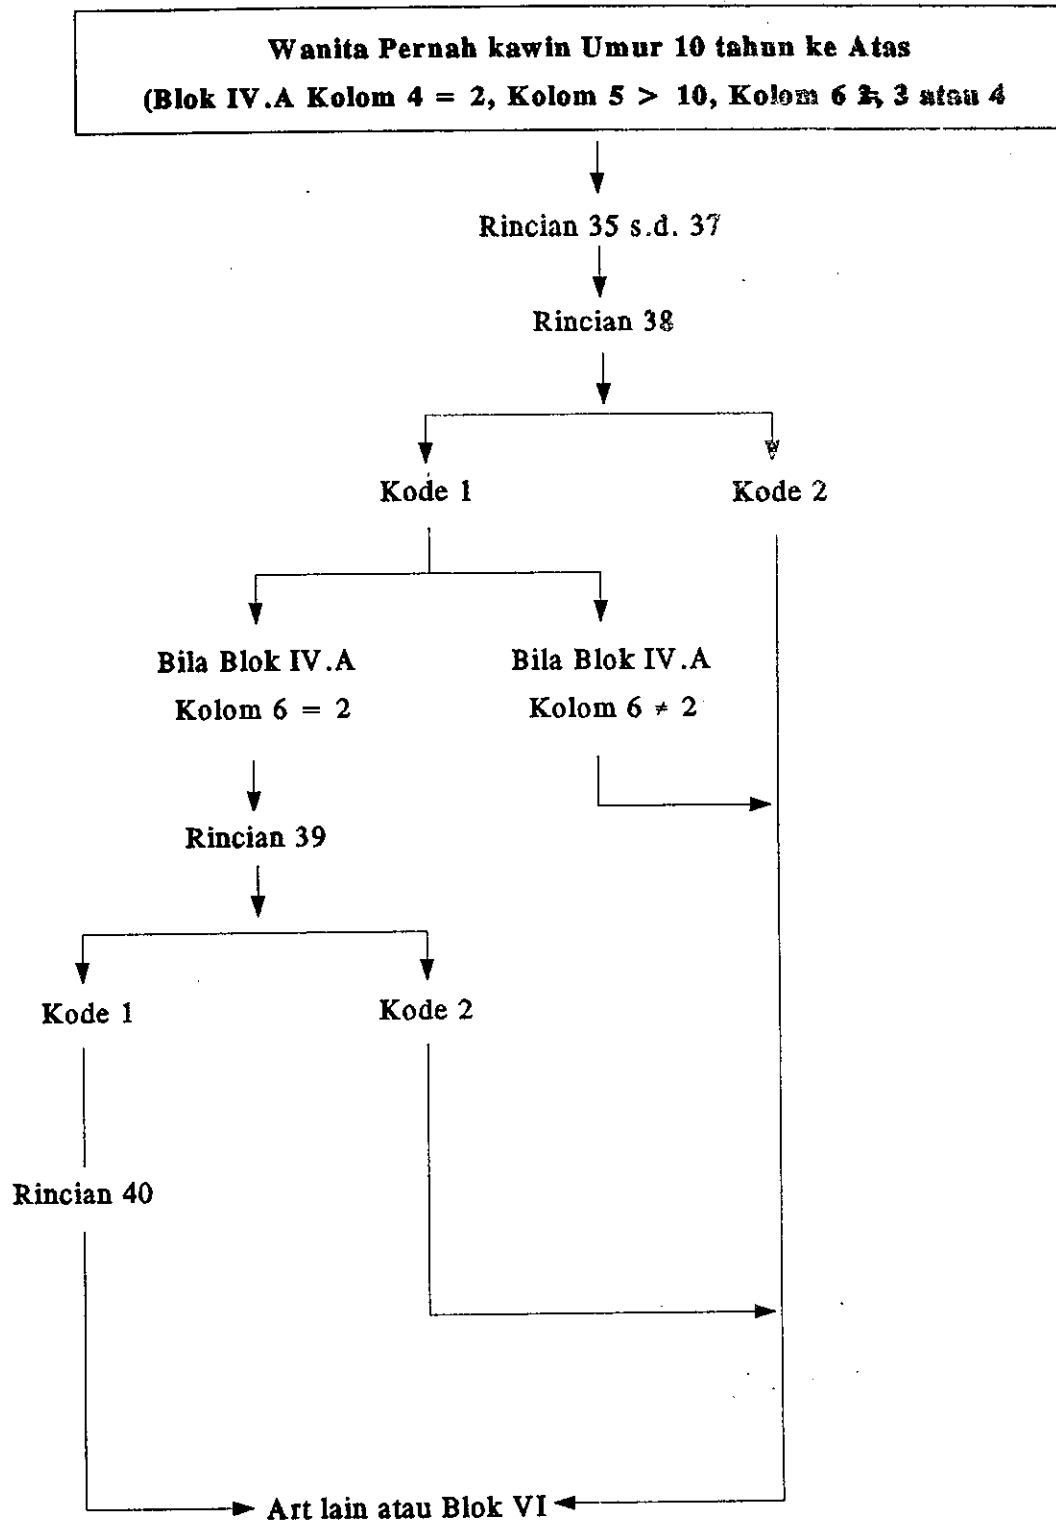 Wanita Pernah kawin Umur 10 tahun ke Atas
(Blok IV.A Kolom 4 = 2, Kolom 5 > 10, Kolom 6 2, 3 atau 4
Rincian 35 s.d. 37
Rincian 38
Kode 1
Kode 2
Bila Blok IV.A
Kolom 6 = 2
Bila Blok IV.A
Kolom 6 ≠ 2
Rincian 39
Kode 1
Kode 2
Rincian 40
Art lain atau Blok VI